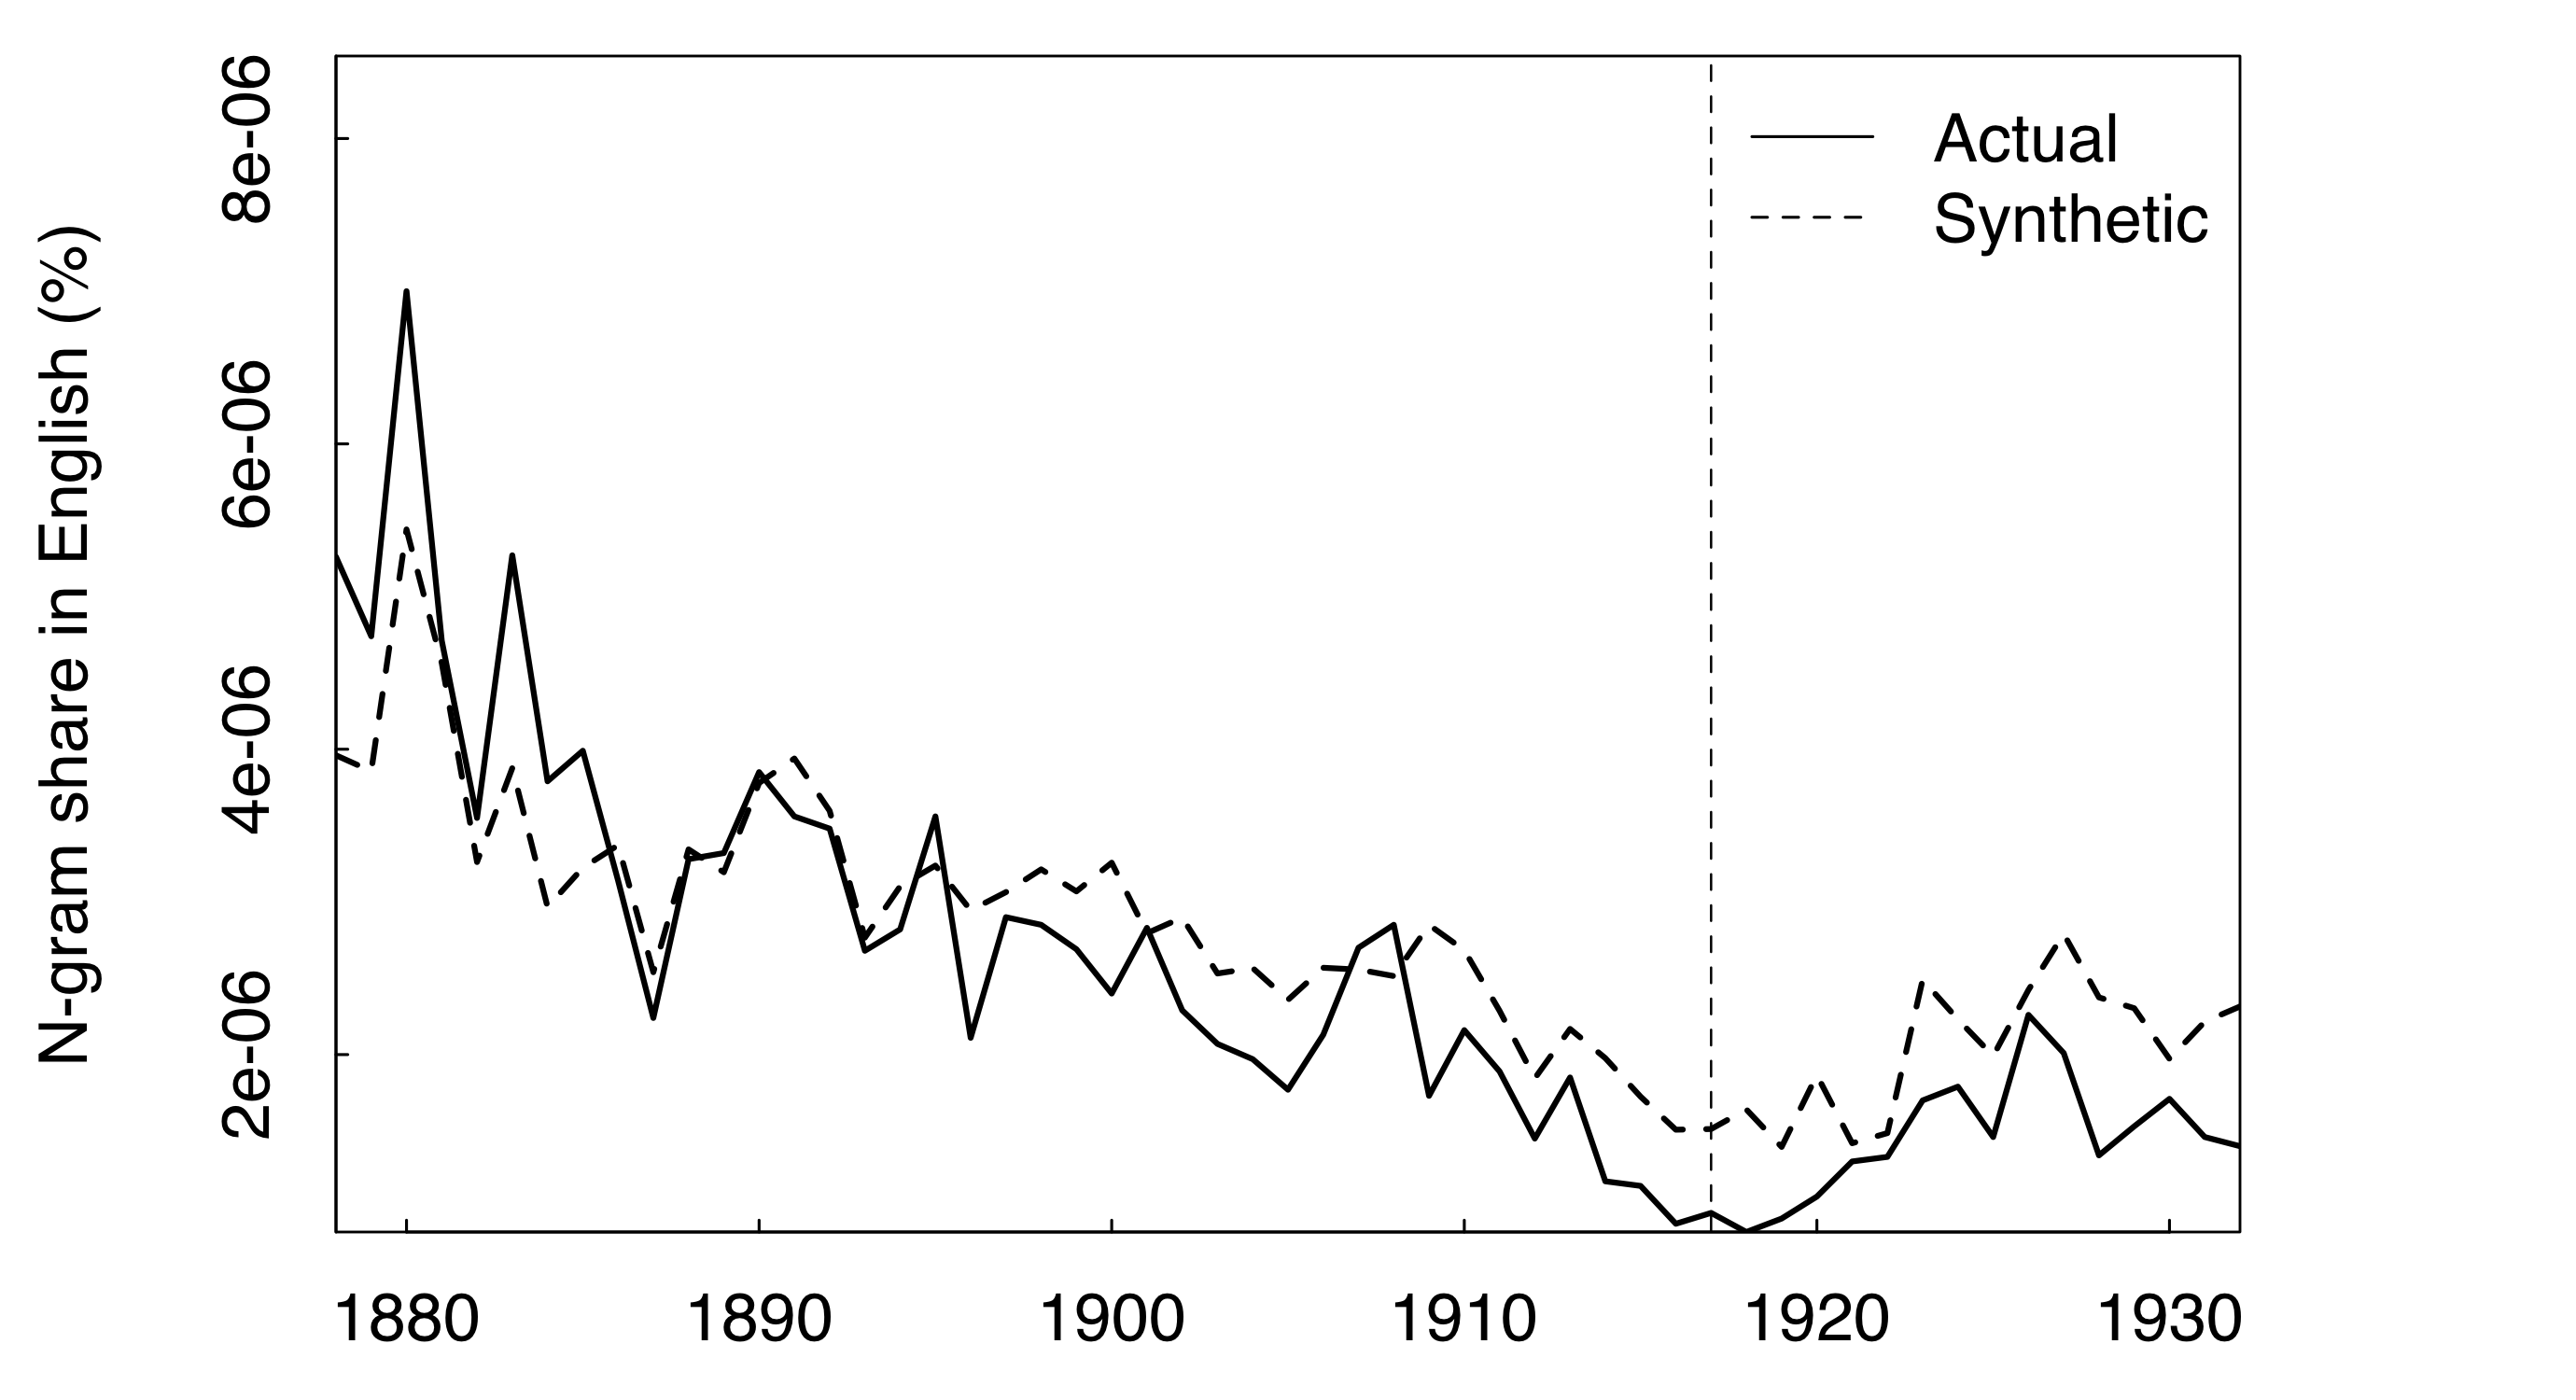 N-gram share in English (%)
8e-06
6e-06
4e-06
2e-06
Actual
Synthetic
1880 1890 1900 1910 1920 1930